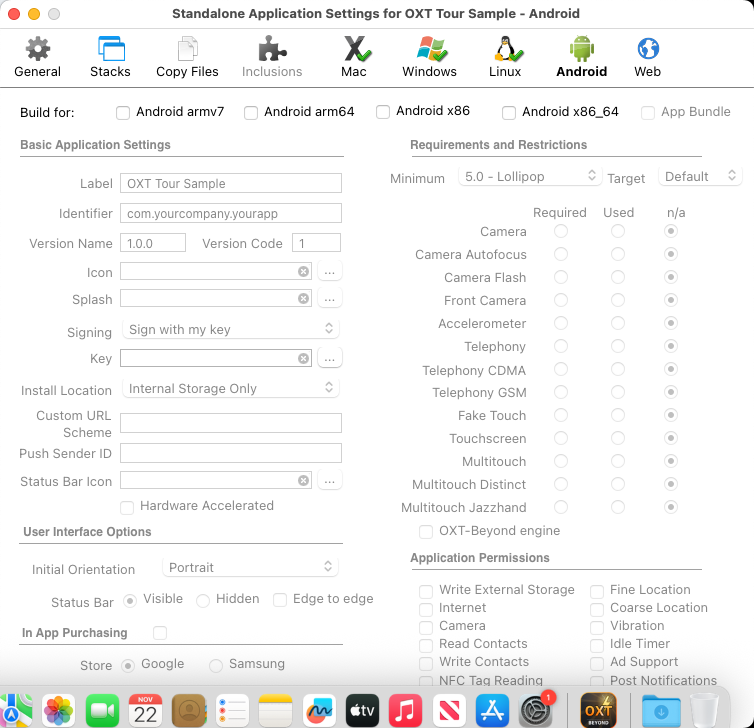 Standalone Application Settings for OXT Tour Sample - Android
General Stacks Copy Files Inclusions Mac Windows Linux Android Web
Build for: Android armv7 Android arm64 Android x86 Android x86_64 App Bundle
Basic Application Settings
Label OXT Tour Sample
Identifier com.yourcompany.yourapp
Version Name 1.0.0 Version Code 1
Icon ...
Splash ...
Signing Sign with my key
Key ...
Install Location Internal Storage Only
Custom URL
Scheme
Push Sender ID
Status Bar Icon ...
Hardware Accelerated
User Interface Options
Initial Orientation Portrait
Status Bar Visible Hidden Edge to edge
In App Purchasing
Store Google Samsung
Requirements and Restrictions
Minimum 5.0 - Lollipop Target Default
Required Used n/a
Camera
Camera Autofocus
Camera Flash
Front Camera
Accelerometer
Telephony
Telephony CDMA
Telephony GSM
Fake Touch
Touchscreen
Multitouch
Multitouch Distinct
Multitouch Jazzhand
OXT-Beyond engine
Application Permissions
Write External Storage Fine Location
Internet Coarse Location
Camera Vibration
Read Contacts Idle Timer
Write Contacts Ad Support
NFC Tag Reading Post Notifications
NOV
22
tv
1
OXT
BEYOND